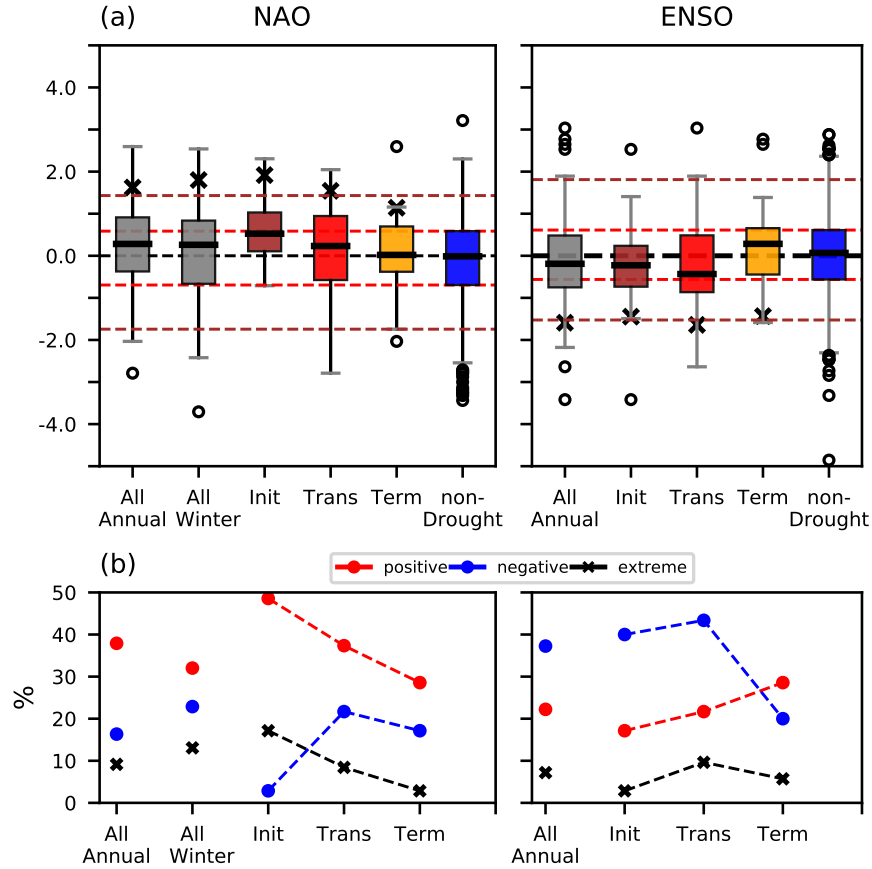 (a) NAO ENSO
4.0
2.0
0.0
-2.0
-4.0
All Annual All Winter Init Trans Term non-Drought
All Annual Init Trans Term non-Drought
(b)
positive negative extreme
50
40
30
20
10
0
%
All Annual All Winter Init Trans Term
All Annual Init Trans Term